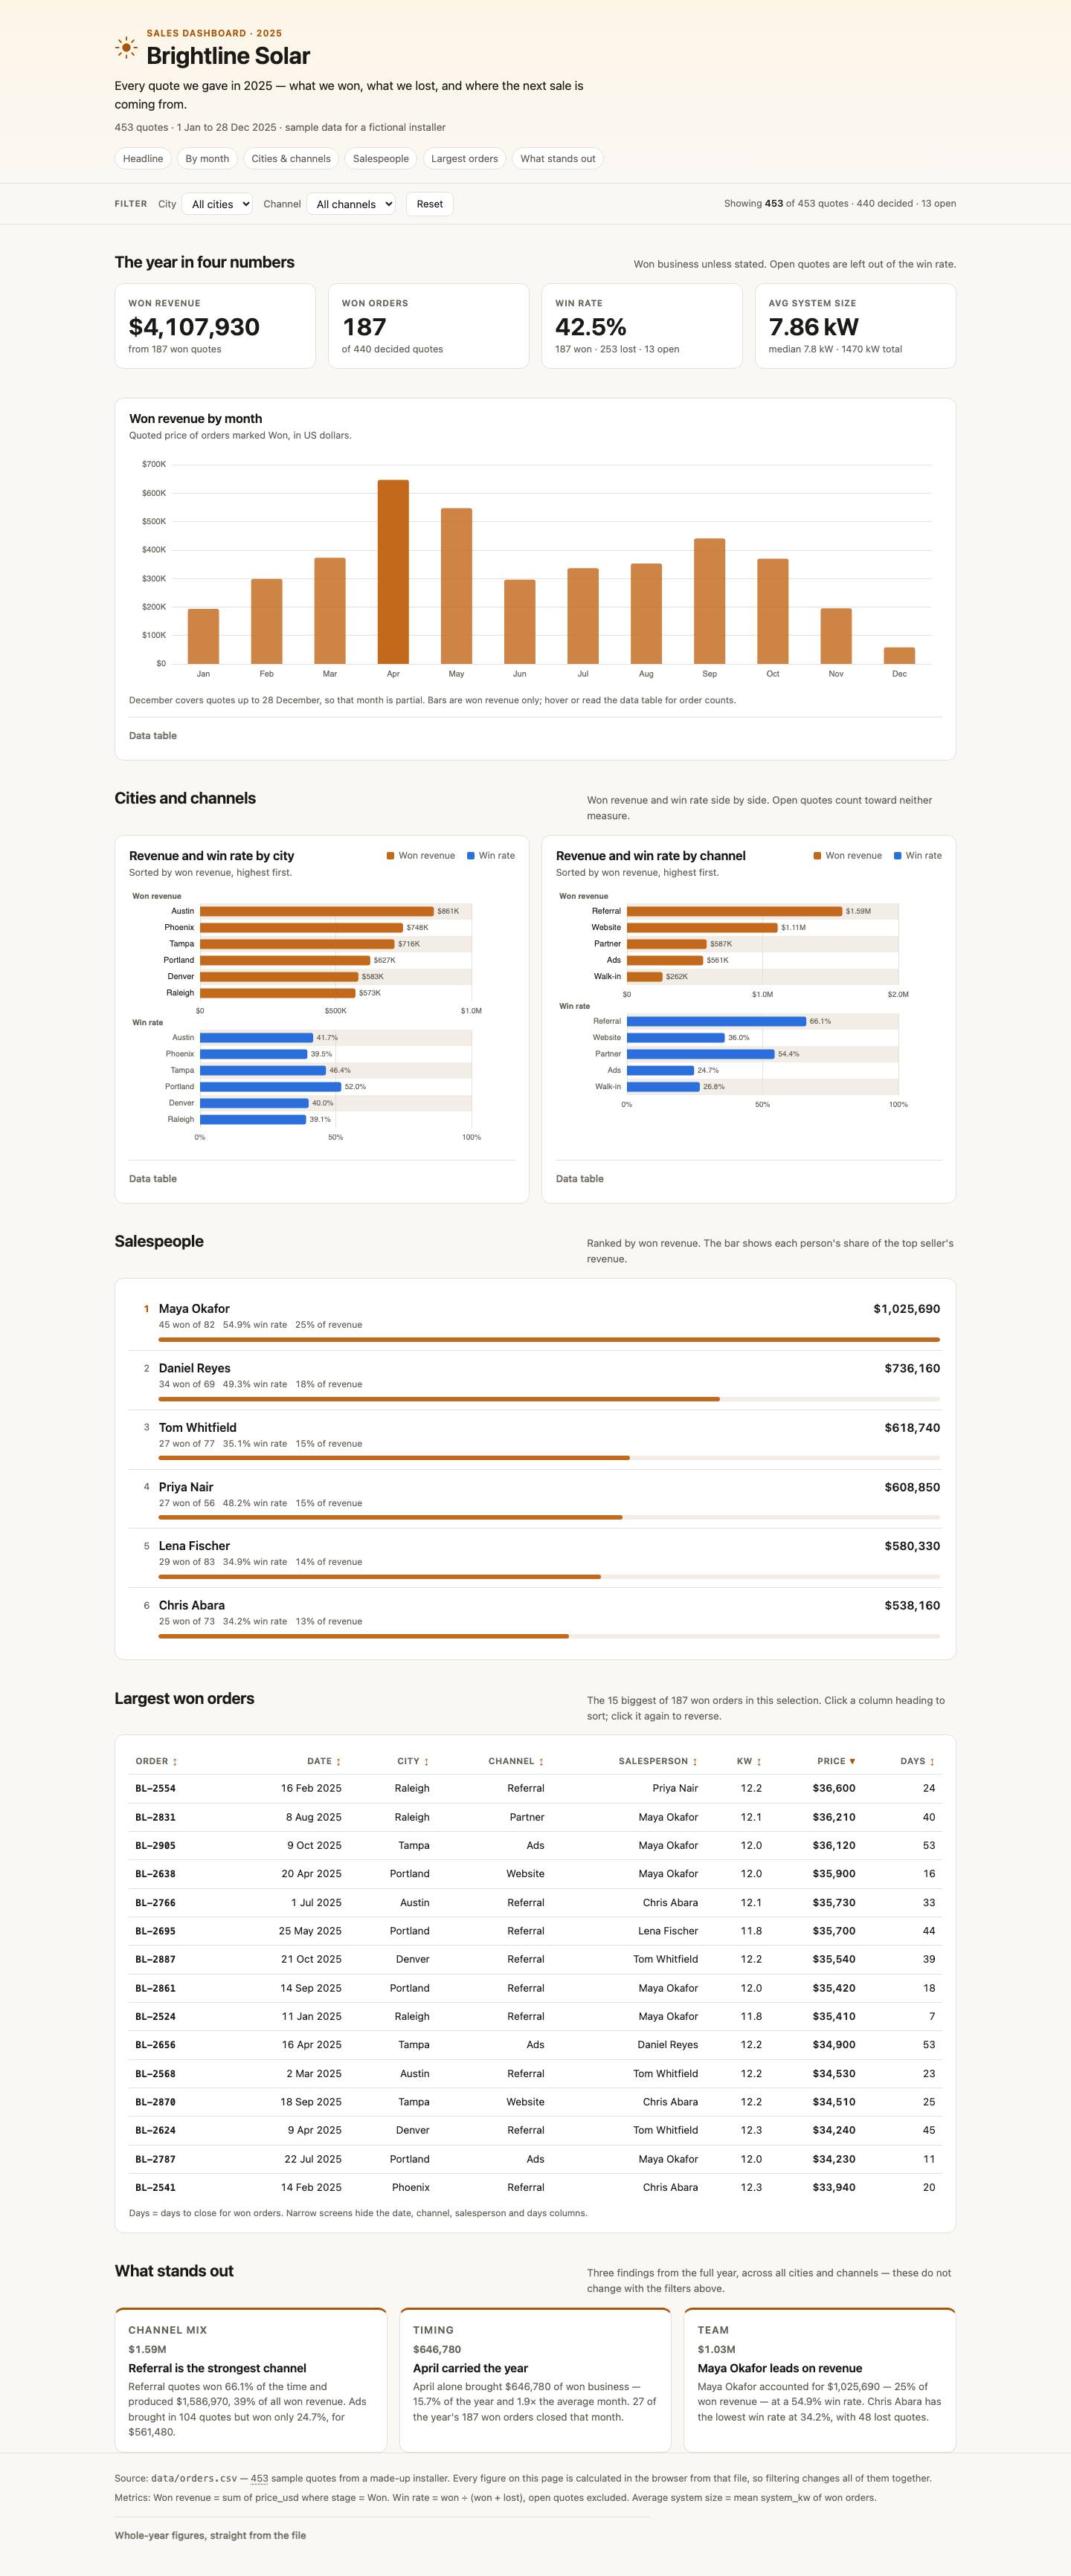 SALES DASHBOARD · 2025
Brightline Solar
Every quote we gave in 2025 — what we won, what we lost, and where the next sale is
coming from.
453 quotes · 1 Jan to 28 Dec 2025 · sample data for a fictional installer
Headline By month Cities & channels Salespeople Largest orders What stands out
FILTER City All cities Channel All channels Reset Showing 453 of 453 quotes · 440 decided · 13 open
The year in four numbers Won business unless stated. Open quotes are left out of the win rate.
WON REVENUE
$4,107,930
from 187 won quotes
WON ORDERS
187
of 440 decided quotes
WIN RATE
42.5%
187 won · 253 lost · 13 open
AVG SYSTEM SIZE
7.86 kW
median 7.8 kW · 1470 kW total
Won revenue by month
Quoted price of orders marked Won, in US dollars.
$700K
$600K
$500K
$400K
$300K
$200K
$100K
$0
Jan Feb Mar Apr May Jun Jul Aug Sep Oct Nov Dec
December covers quotes up to 28 December, so that month is partial. Bars are won revenue only; hover or read the data table for order counts.
Data table
Cities and channels
Won revenue and win rate side by side. Open quotes count toward neither
measure.
Revenue and win rate by city Won revenue Win rate
Sorted by won revenue, highest first.
Won revenue
Austin $861K
Phoenix $748K
Tampa $716K
Portland $627K
Denver $583K
Raleigh $573K
$0 $500K $1.0M
Win rate
Austin 41.7%
Phoenix 39.5%
Tampa 46.4%
Portland 52.0%
Denver 40.0%
Raleigh 39.1%
0% 50% 100%
Data table
Revenue and win rate by channel Won revenue Win rate
Sorted by won revenue, highest first.
Won revenue
Referral $1.59M
Website $1.11M
Partner $587K
Ads $561K
Walk-in $262K
$0 $1.0M $2.0M
Win rate
Referral 66.1%
Website 36.0%
Partner 54.4%
Ads 24.7%
Walk-in 26.8%
0% 50% 100%
Data table
Salespeople
Ranked by won revenue. The bar shows each person's share of the top seller's
revenue.
1 Maya Okafor $1,025,690
45 won of 82 54.9% win rate 25% of revenue
2 Daniel Reyes $736,160
34 won of 69 49.3% win rate 18% of revenue
3 Tom Whitfield $618,740
27 won of 77 35.1% win rate 15% of revenue
4 Priya Nair $608,850
27 won of 56 48.2% win rate 15% of revenue
5 Lena Fischer $580,330
29 won of 83 34.9% win rate 14% of revenue
6 Chris Abara $538,160
25 won of 73 34.2% win rate 13% of revenue
Largest won orders
The 15 biggest of 187 won orders in this selection. Click a column heading to
sort; click it again to reverse.
ORDER ↕ DATE ↕ CITY ↕ CHANNEL ↕ SALESPERSON ↕ KW ↕ PRICE ▼ DAYS ↕
BL–2554 16 Feb 2025 Raleigh Referral Priya Nair 12.2 $36,600 24
BL–2831 8 Aug 2025 Raleigh Partner Maya Okafor 12.1 $36,210 40
BL–2905 9 Oct 2025 Tampa Ads Maya Okafor 12.0 $36,120 53
BL–2638 20 Apr 2025 Portland Website Maya Okafor 12.0 $35,900 16
BL–2766 1 Jul 2025 Austin Referral Chris Abara 12.1 $35,730 33
BL–2695 25 May 2025 Portland Referral Lena Fischer 11.8 $35,700 44
BL–2887 21 Oct 2025 Denver Referral Tom Whitfield 12.2 $35,540 39
BL–2861 14 Sep 2025 Portland Referral Maya Okafor 12.0 $35,420 18
BL–2524 11 Jan 2025 Raleigh Referral Maya Okafor 11.8 $35,410 7
BL–2656 16 Apr 2025 Tampa Ads Daniel Reyes 12.2 $34,900 53
BL–2568 2 Mar 2025 Austin Referral Tom Whitfield 12.2 $34,530 23
BL–2870 18 Sep 2025 Tampa Website Chris Abara 12.2 $34,510 25
BL–2624 9 Apr 2025 Denver Referral Tom Whitfield 12.3 $34,240 45
BL–2787 22 Jul 2025 Portland Ads Maya Okafor 12.0 $34,230 11
BL–2541 14 Feb 2025 Phoenix Referral Chris Abara 12.3 $33,940 20
Days = days to close for won orders. Narrow screens hide the date, channel, salesperson and days columns.
What stands out
Three findings from the full year, across all cities and channels — these do not
change with the filters above.
CHANNEL MIX
$1.59M
Referral is the strongest channel
Referral quotes won 66.1% of the time and
produced $1,586,970, 39% of all won revenue. Ads
brought in 104 quotes but won only 24.7%, for
$561,480.
TIMING
$646,780
April carried the year
April alone brought $646,780 of won business —
15.7% of the year and 1.9× the average month. 27 of
the year's 187 won orders closed that month.
TEAM
$1.03M
Maya Okafor leads on revenue
Maya Okafor accounted for $1,025,690 — 25% of
won revenue — at a 54.9% win rate. Chris Abara has
the lowest win rate at 34.2%, with 48 lost quotes.
Source: data/orders.csv — 453 sample quotes from a made-up installer. Every figure on this page is calculated in the browser from that file, so filtering changes all of them together.
Metrics: Won revenue = sum of price_usd where stage = Won. Win rate = won ÷ (won + lost), open quotes excluded. Average system size = mean system_kw of won orders.
Whole-year figures, straight from the file